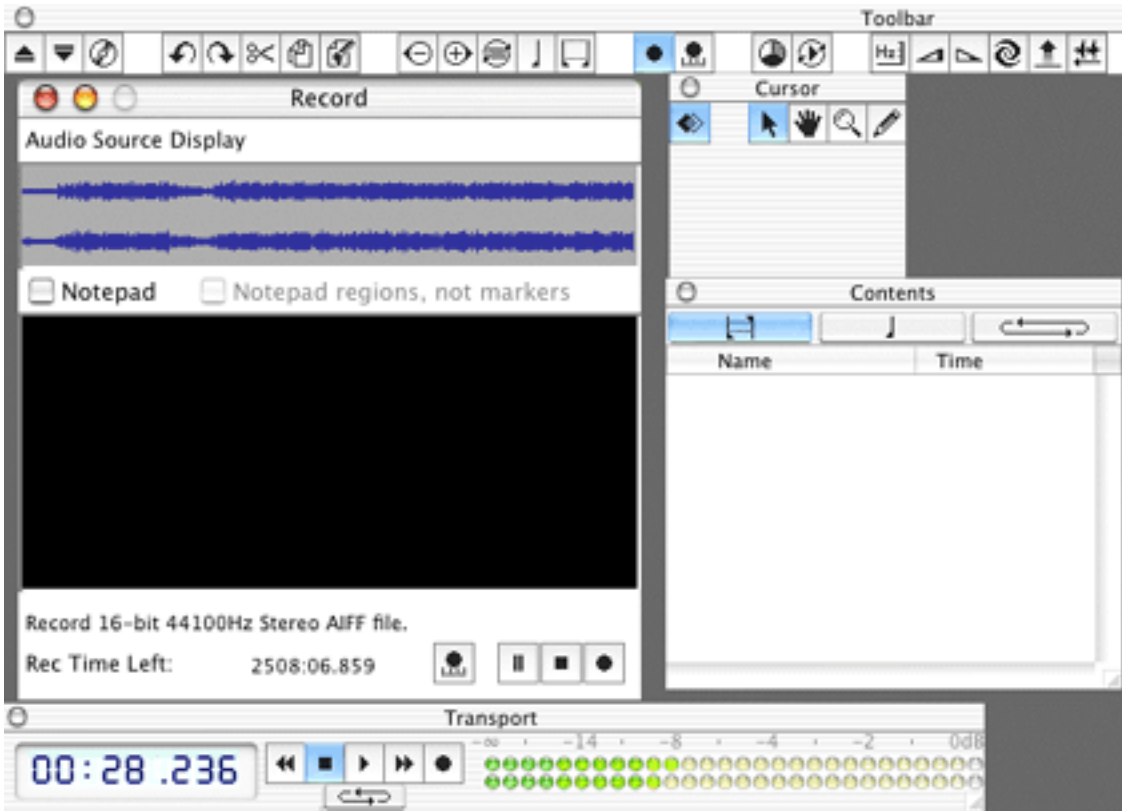 Toolbar
Hz
Record
Cursor
Audio Source Display
Notepad
Notepad regions, not markers
Contents
Name Time
Record 16-bit 44100Hz Stereo AIFF file.
Rec Time Left: 2508:06.859
Transport
-∞ -14 -8 -4 -2 0dB
00:28 .236